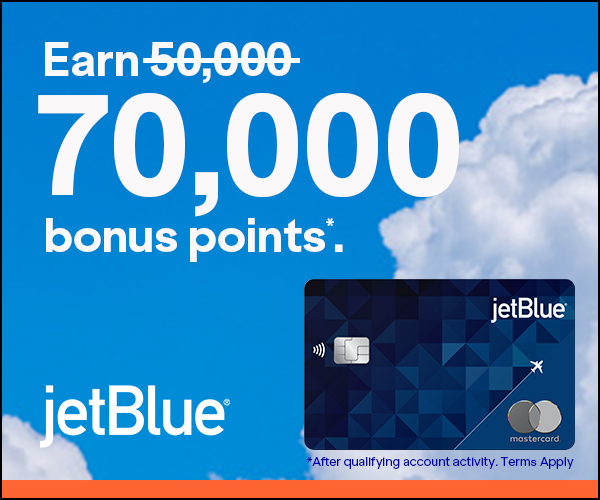 Earn 50,000
70,000
bonus points*.
jetBlue®
mastercard
jetBlue®
*After qualifying account activity. Terms Apply